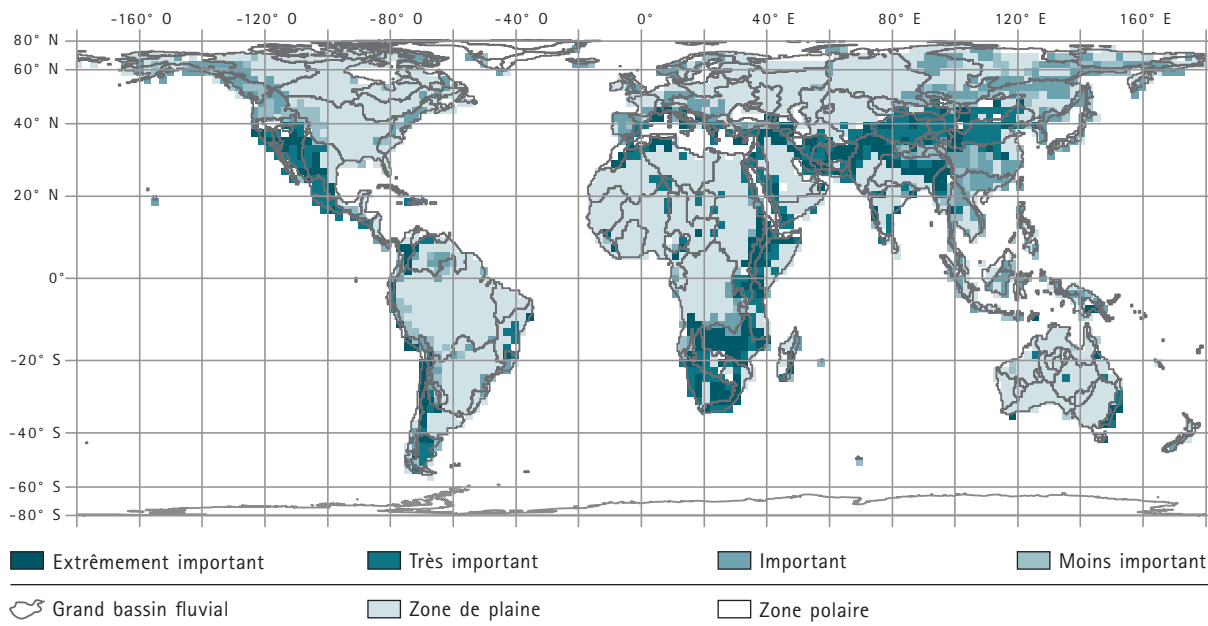 -160° O -120° O -80° O -40° O 0° 40° E 80° E 120° E 160° E
80° N
60° N
40° N
20° N
0°
-20° S
-40° S
-60° S
-80° S
Extrêmement important Très important Important Moins important
Grand bassin fluvial Zone de plaine Zone polaire